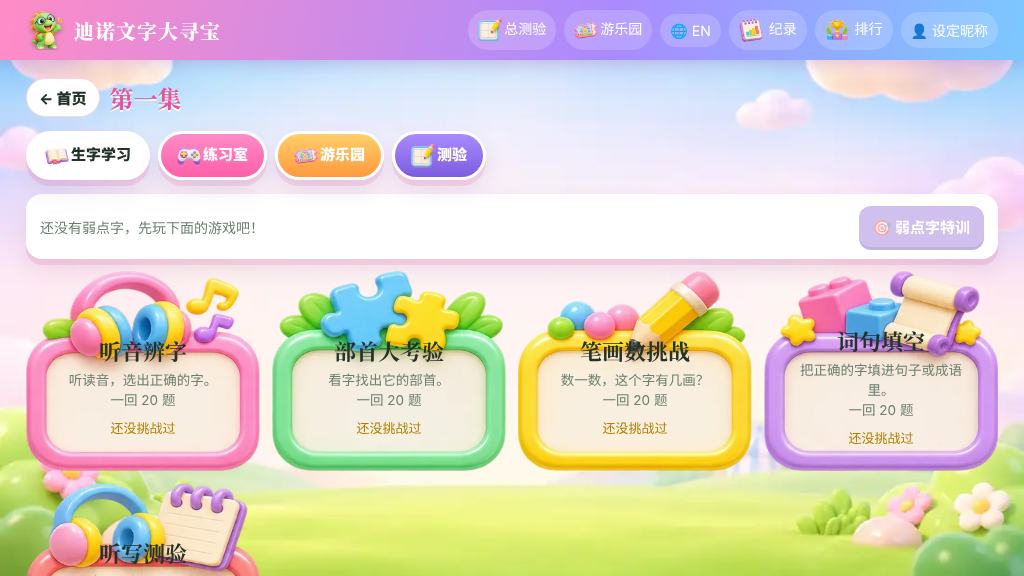 迪诺文字大寻宝
总测验
游乐园
EN
纪录
排行
设定昵称
← 首页
第一集
生字学习
练习室
游乐园
测验
还没有弱点字，先玩下面的游戏吧！
弱点字特训
听音辨字
听读音，选出正确的字。
一回 20 题
还没挑战过
部首大考验
看字找出它的部首。
一回 20 题
还没挑战过
笔画数挑战
数一数，这个字有几画？
一回 20 题
还没挑战过
词句填空
把正确的字填进句子或成语
里。
一回 20 题
还没挑战过
听写测验